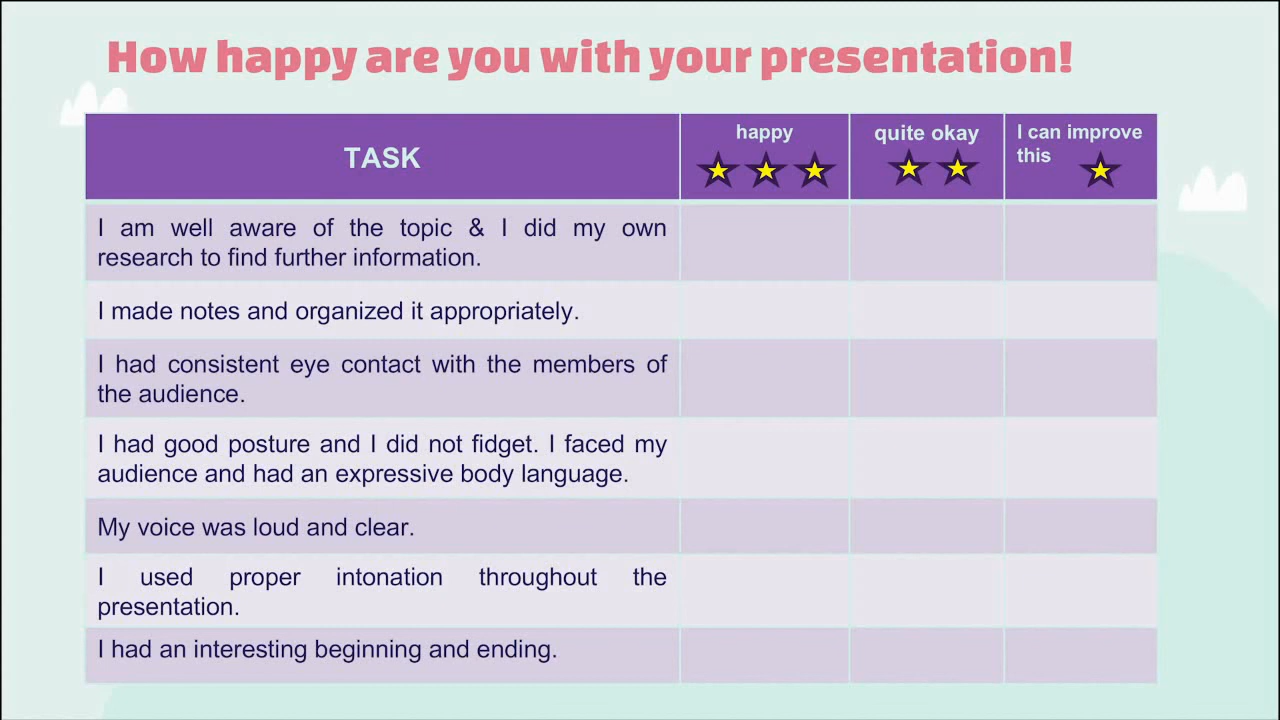 How happy are you with your presentation!
TASK
happy
quite okay
I can improve
this
I am well aware of the topic & I did my own
research to find further information.
I made notes and organized it appropriately.
I had consistent eye contact with the members of
the audience.
I had good posture and I did not fidget. I faced my
audience and had an expressive body language.
My voice was loud and clear.
I used proper intonation throughout the
presentation.
I had an interesting beginning and ending.